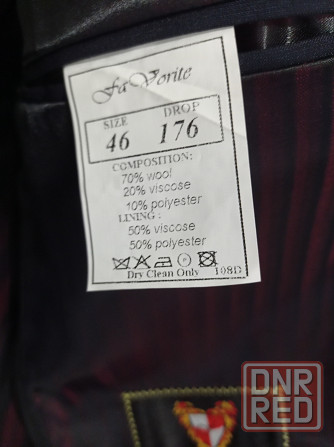 FaVorite
SIZE DROP
46 176
COMPOSITION:
70% wool
20% viscose
10% polyester
LINING :
50% viscose
50% polyester
Dry Clean Only 108D
DNR
RED